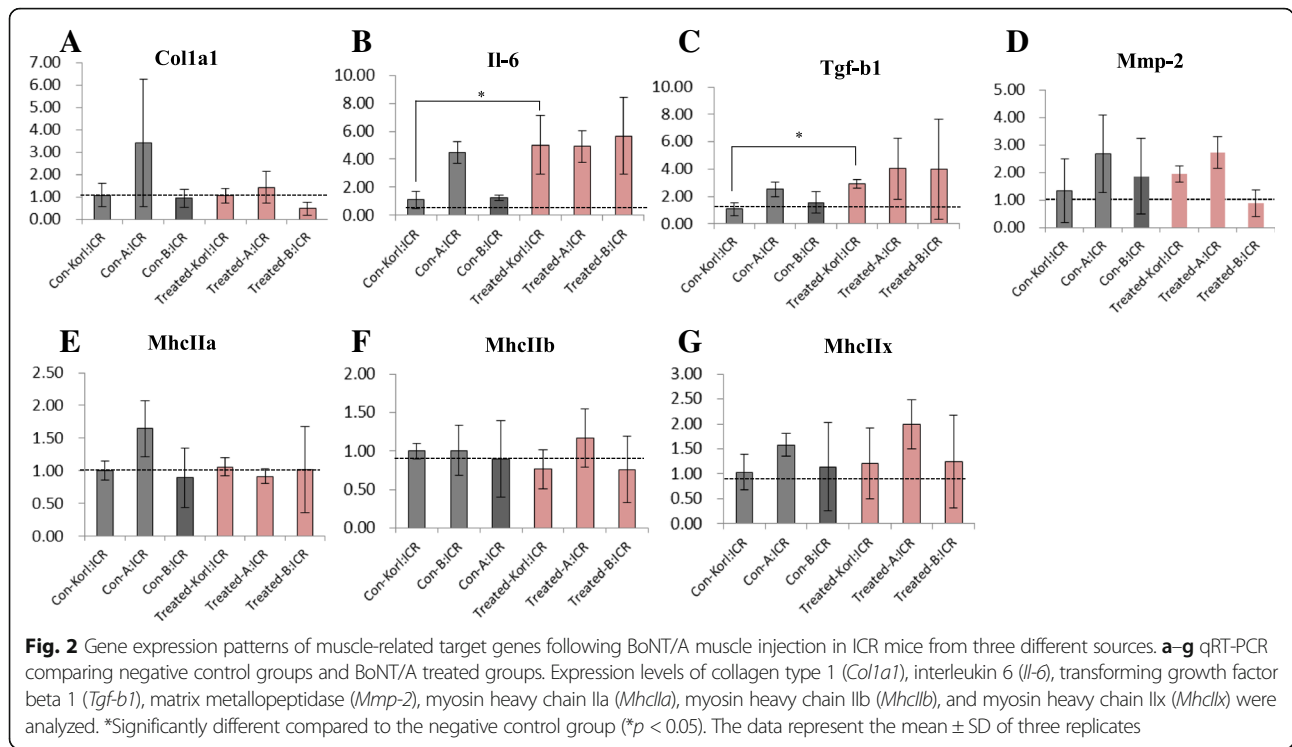 A
Col1a1
7.00
6.00
5.00
4.00
3.00
2.00
1.00
0.00
Con-Korl:ICR
Con-A:ICR
Con-B:ICR
Treated-Korl:ICR
Treated-A:ICR
Treated-B:ICR
B
Il-6
10.00
8.00
6.00
4.00
2.00
0.00
*
Con-Korl:ICR
Con-A:ICR
Con-B:ICR
Treated-Korl:ICR
Treated-A:ICR
Treated-B:ICR
C
Tgf-b1
10.00
8.00
6.00
4.00
2.00
0.00
*
Con-Korl:ICR
Con-A:ICR
Con-B:ICR
Treated-Korl:ICR
Treated-A:ICR
Treated-B:ICR
D
Mmp-2
5.00
4.00
3.00
2.00
1.00
0.00
Con-Korl:ICR
Con-A:ICR
Con-B:ICR
Treated-Korl:ICR
Treated-A:ICR
Treated-B:ICR
E
MhcIIa
2.50
2.00
1.50
1.00
0.50
0.00
Con-Korl:ICR
Con-A:ICR
Con-B:ICR
Treated-Korl:ICR
Treated-A:ICR
Treated-B:ICR
F
MhcIIb
2.00
1.50
1.00
0.50
0.00
Con-Korl:ICR
Con-B:ICR
Con-A:ICR
Treated-Korl:ICR
Treated-A:ICR
Treated-B:ICR
G
MhcIIx
3.00
2.50
2.00
1.50
1.00
0.50
0.00
Con-Korl:ICR
Con-A:ICR
Con-B:ICR
Treated-Korl:ICR
Treated-A:ICR
Treated-B:ICR
Fig. 2 Gene expression patterns of muscle-related target genes following BoNT/A muscle injection in ICR mice from three different sources. a–g qRT-PCR
comparing negative control groups and BoNT/A treated groups. Expression levels of collagen type 1 (Col1a1), interleukin 6 (Il-6), transforming growth factor
beta 1 (Tgf-b1), matrix metallopeptidase (Mmp-2), myosin heavy chain IIa (MhcIIa), myosin heavy chain IIb (MhcIIb), and myosin heavy chain IIx (MhcIIx) were
analyzed. *Significantly different compared to the negative control group (*p < 0.05). The data represent the mean ± SD of three replicates